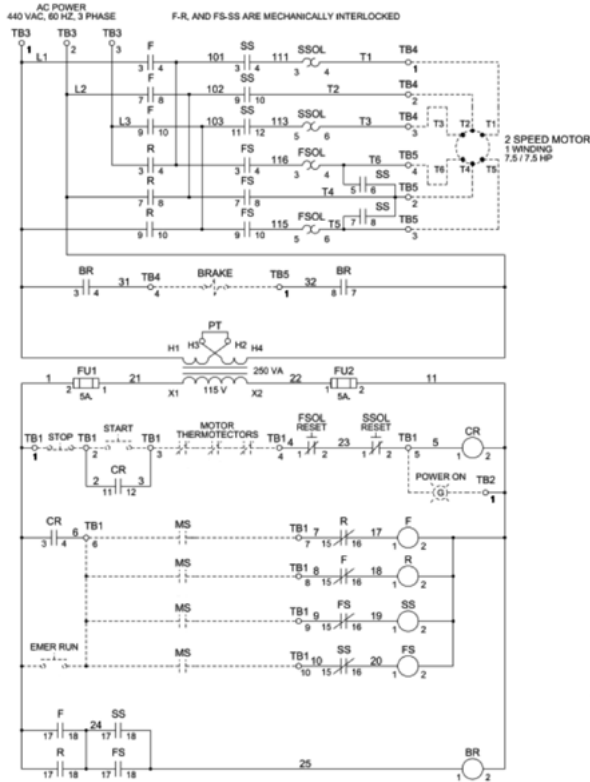 AC POWER
440 VAC, 60 HZ, 3 PHASE
F-R, AND FS-SS ARE MECHANICALLY INTERLOCKED
TB3 TB3 TB3
1 2 3
L1 F 101 SS 111 SSOL T1 TB4
3 4 3 4 3 4 1
L2 102 SS T2 TB4
7 8 9 10 2
F
L3 103 SS 113 SSOL T3 TB4
9 10 11 12 5 6 3
T3 T2 T1
2 SPEED MOTOR
1 WINDING
7.5 / 7.5 HP
R FS 116 FSOL T6 TB5
3 4 3 4 3 4 4
T6 T4 T5
SS
5 6
R FS T4 TB5
7 8 7 8 2
SS
7 8
R FS 115 FSOL T5 TB5
9 10 9 10 5 6 3
BR 31 TB4 BRAKE TB5 32 BR
3 4 1 1 8 7
PT
H1 H3 H2 H4
250 VA
1 FU1 21 22 FU2 11
2 1 X1 115 V X2 2 1
5A. 5A.
FSOL RESET
SSOL RESET
TB1 STOP TB1 START TB1 MOTOR THERMOTECTORS TB1 4 23 TB1 5 CR
1 2 3 4 1 2 1 2 5 1 2
CR
2 3
11 12
POWER ON TB2
G 1
CR 6 TB1 MS TB1 7 R 17 F
3 4 6 7 15 16 1 2
MS TB1 8 F 18 R
8 15 16 1 2
MS TB1 9 FS 19 SS
9 15 16 1 2
EMER RUN MS TB1 10 SS 20 FS
10 15 16 1 2
F 24 SS
17 18 17 18
R FS 25 BR
17 18 17 18 1 2